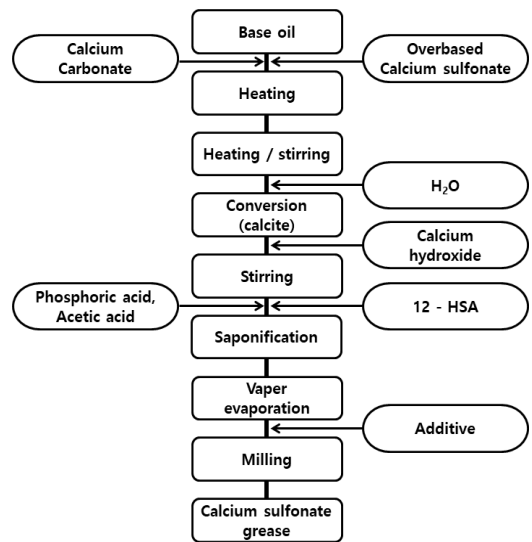 Base oil
Calcium
Carbonate
Overbased
Calcium sulfonate
Heating
Heating / stirring
H₂O
Conversion
(calcite)
Calcium
hydroxide
Stirring
Phosphoric acid,
Acetic acid
12 - HSA
Saponification
Vaper
evaporation
Additive
Milling
Calcium sulfonate
grease